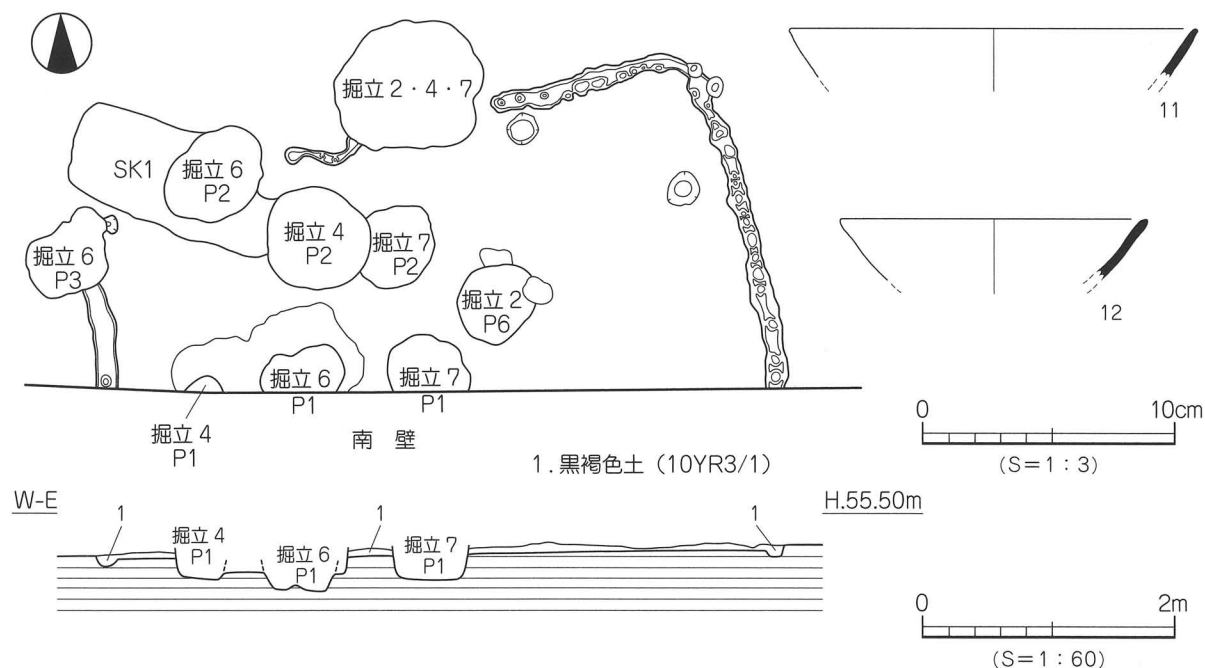 掘立2・4・7
11
SK1
掘立6
P2
掘立4
P2
掘立7
P2
掘立6
P3
掘立2
P6
12
掘立6
P1
掘立7
P1
掘立4
P1
南壁
0 10cm
(S=1:3)
1.黒褐色土(10YR3/1)
W-E
H.55.50m
1
掘立4
P1
掘立6
P1
1
掘立7
P1
1
0 2m
(S=1:60)